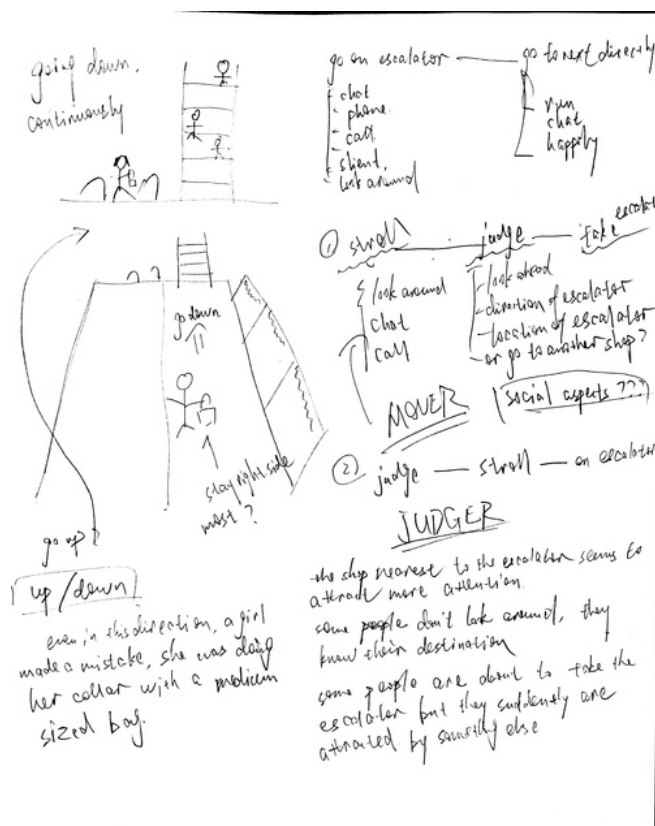 going down,
continuously
go down
stay right side
most?
go up
up/down
even in this direction, a girl
made a mistake, she was doing
her collar with a medium
sized bag.
go on escalator — go to next directly
chat
phone
call
slient,
look around
run
chat
happily
① stroll — judge — take escalator
look around
chat
call
look ahead
direction of escalator
location of escalator
or go to another shop?
MOVER
social aspects ???
② judge — stroll — on escalator
JUDGER
the shop nearest to the escalator seems to
attract more attention.
some people don't look around, they
know their destination
some people are about to take the
escalator but they suddenly are
attracted by something else